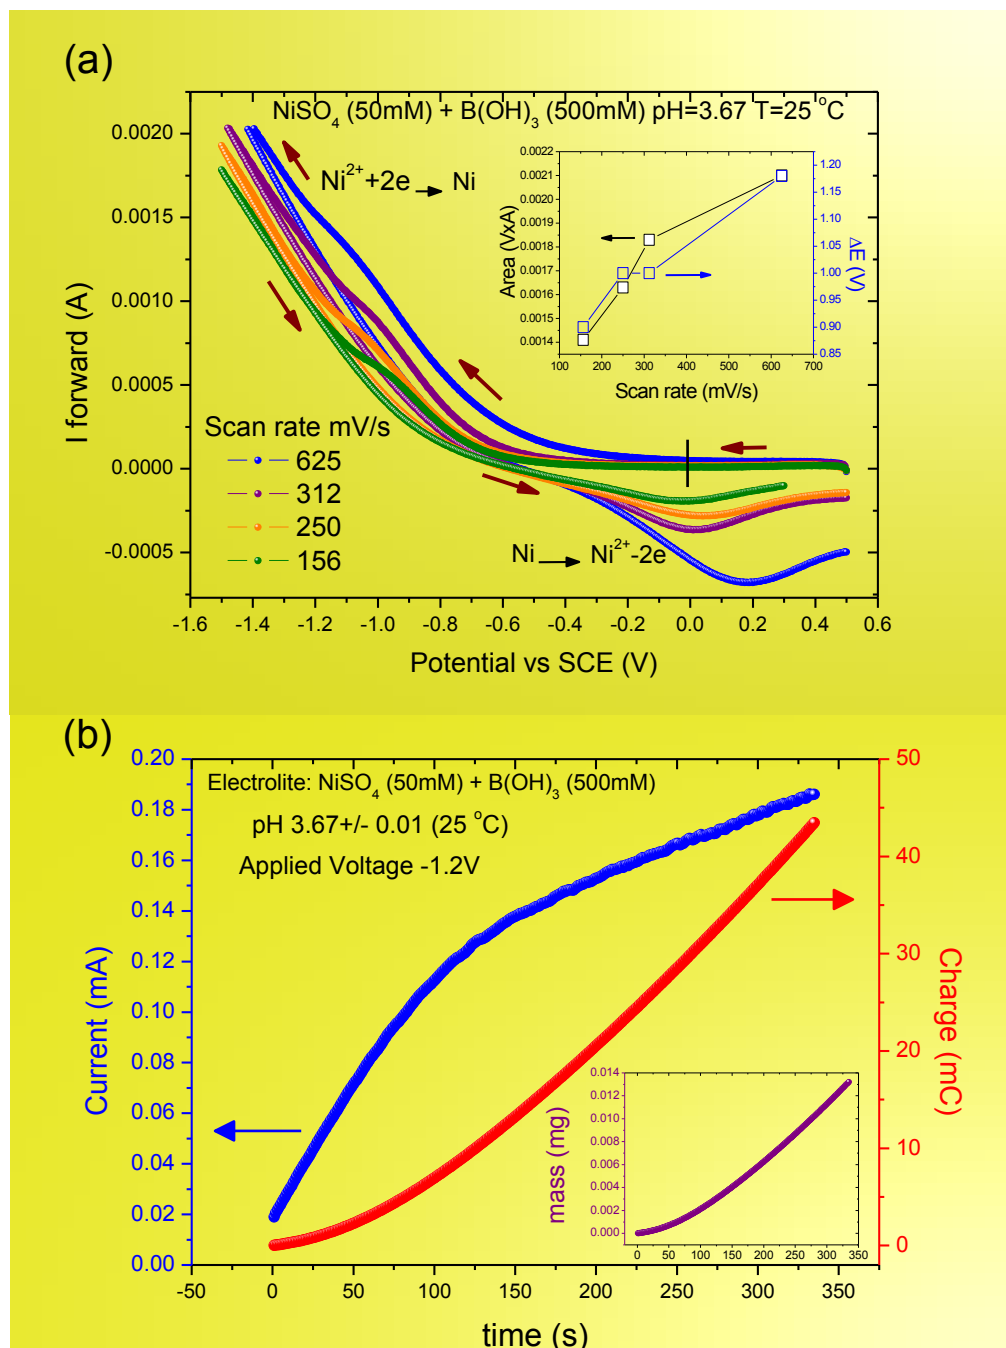 (a)
NiSO4 (50mM) + B(OH)3 (500mM) pH=3.67 T=25 °C
I forward (A)
0.0020
0.0015
0.0010
0.0005
0.0000
-0.0005
Ni2++2e → Ni
Area (VxA)
0.0022
0.0021
0.0020
0.0019
0.0018
0.0017
0.0016
0.0015
0.0014
1.20
1.15
1.10
1.05
1.00
0.95
0.90
0.85
ΔE (V)
100 200 300 400 500 600 700
Scan rate (mV/s)
Scan rate mV/s
625
312
250
156
Ni → Ni2+-2e
-1.6 -1.4 -1.2 -1.0 -0.8 -0.6 -0.4 -0.2 0.0 0.2 0.4 0.6
Potential vs SCE (V)
(b)
Electrolite: NiSO4 (50mM) + B(OH)3 (500mM)
pH 3.67+/- 0.01 (25 °C)
Applied Voltage -1.2V
Current (mA)
0.20
0.18
0.16
0.14
0.12
0.10
0.08
0.06
0.04
0.02
0.00
50
40
30
20
10
0
Charge (mC)
mass (mg)
0.014
0.012
0.010
0.008
0.006
0.004
0.002
0.000
0 50 100 150 200 250 300 350
-50 0 50 100 150 200 250 300 350
time (s)